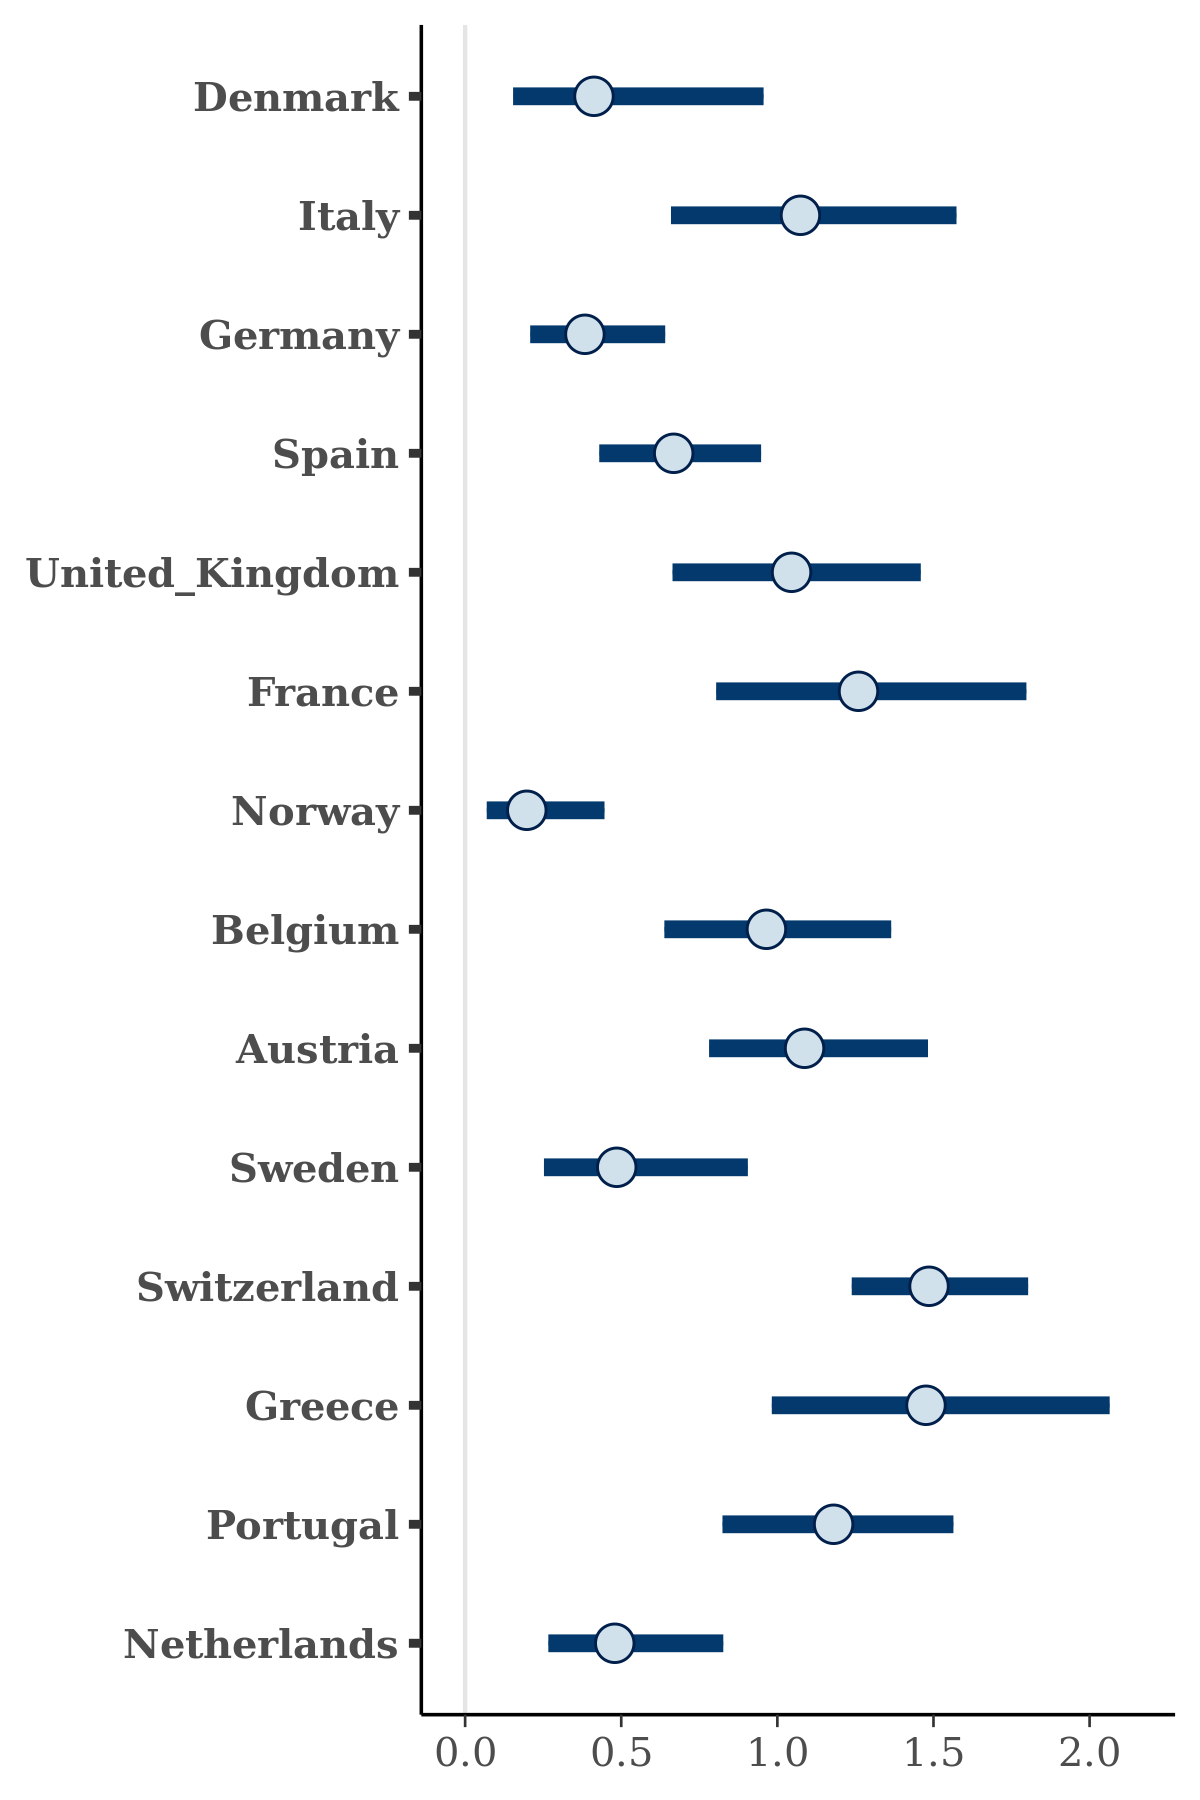 Denmark
Italy
Germany
Spain
United_Kingdom
France
Norway
Belgium
Austria
Sweden
Switzerland
Greece
Portugal
Netherlands
0.0 0.5 1.0 1.5 2.0